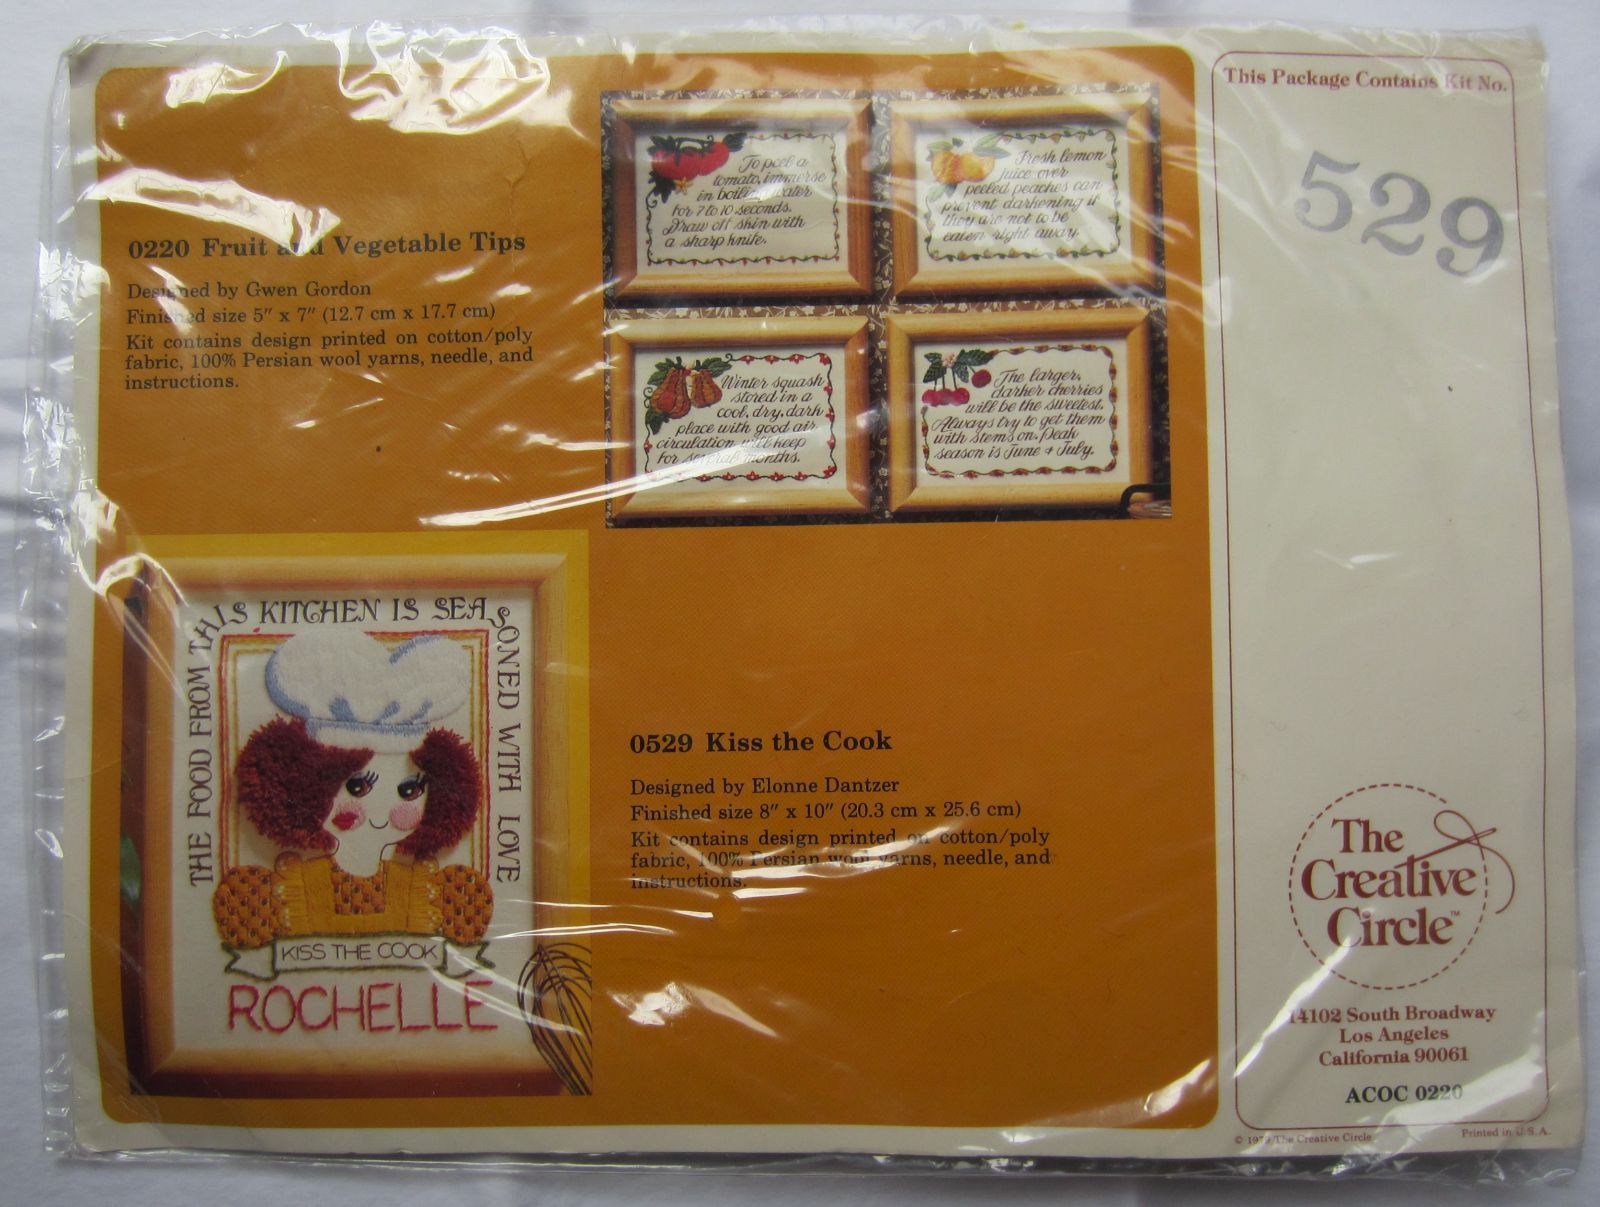 This Package Contains Kit No.
529
0220 Fruit and Vegetable Tips
Designed by Gwen Gordon
Finished size 5" x 7" (12.7 cm x 17.7 cm)
Kit contains design printed on cotton/poly
fabric, 100% Persian wool yarns, needle, and
instructions.
To peel a
tomato, immerse
in boiling water
for 7 to 10 seconds.
Draw off skin with
a sharp knife.
Fresh lemon
juice over
peeled peaches can
prevent darkening if
they are not to be
eaten right away.
Winter squash
stored in a
cool, dry, dark
place with good air
circulation will keep
for several months.
The larger,
darker cherries
will be the sweetest.
Always try to get them
with stems on. Peak
season is June & July.
THE FOOD FROM THIS KITCHEN IS SEASONED WITH LOVE
KISS THE COOK
ROCHELLE
0529 Kiss the Cook
Designed by Elonne Dantzer
Finished size 8" x 10" (20.3 cm x 25.6 cm)
Kit contains design printed on cotton/poly
fabric, 100% Persian wool yarns, needle, and
instructions.
The
Creative
Circle™
14102 South Broadway
Los Angeles
California 90061
ACOC 0220
© 1979 The Creative Circle
Printed in U.S.A.